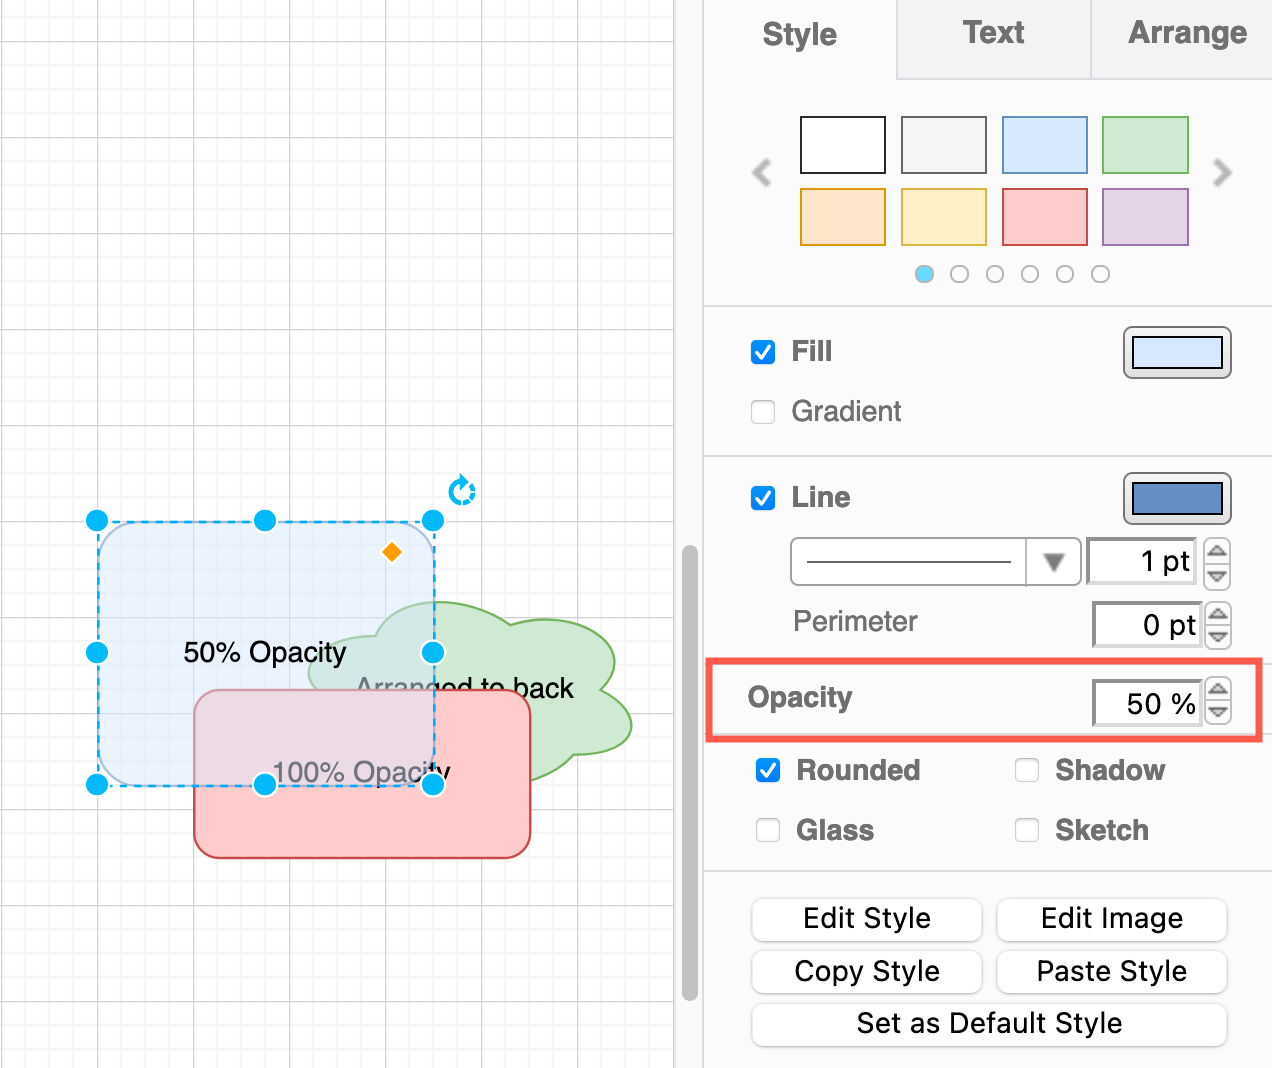 Style Text Arrange
Fill
Gradient
Line
1 pt
Perimeter
0 pt
Opacity
50 %
Rounded
Shadow
Glass
Sketch
Edit Style
Edit Image
Copy Style
Paste Style
Set as Default Style
50% Opacity
Arranged to back
100% Opacity